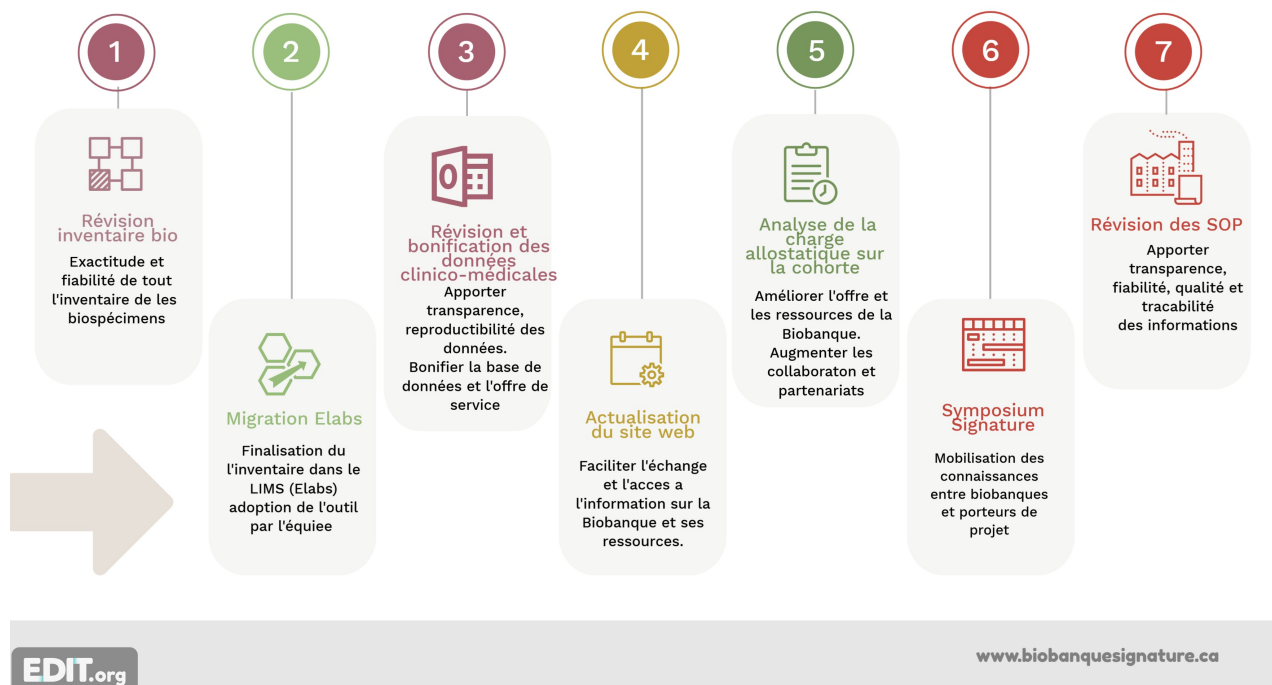 1
2
3
4
5
6
7
Révision
inventaire bio
Exactitude et
fiabilité de tout
l'inventaire de les
biospécimens
Migration Elabs
Finalisation du
l'inventaire dans le
LIMS (Elabs)
adoption de l'outil
par l'équiee
Révision et
bonification des
données
clinico-médicales
Apporter
transparence,
reproductibilité des
données.
Bonifier la base de
données et l'offre de
service
Actualisation
du site web
Faciliter l'échange
et l'acces a
l'information sur la
Biobanque et ses
ressources.
Analyse de la
charge
allostatique sur
la cohorte
Améliorer l'offre et
les ressources de la
Biobanque.
Augmenter les
collaboraton et
partenariats
Symposium
Signature
Mobilisation des
connaissances
entre biobanques
et porteurs de
projet
Révision des SOP
Apporter
transparence,
fiabilité, qualité et
tracabilité
des informations
www.biobanquesignature.ca
EDIT.org